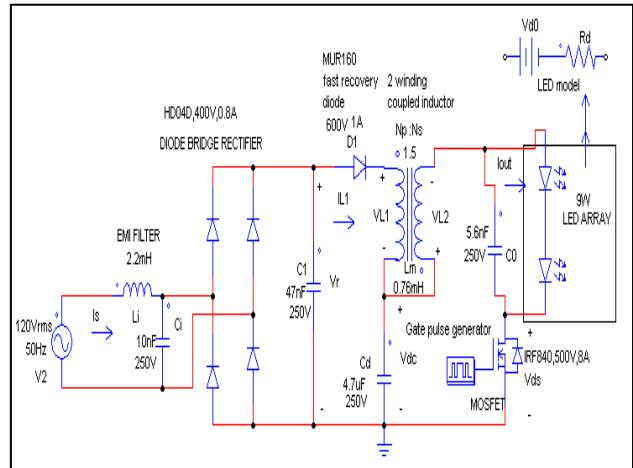 Vd0
Rd
LED model
MUR160
fast recovery
diode
600V 1A
D1
2 winding
coupled inductor
Np :Ns
1.5
HD04D,400V,0.8A
DIODE BRIDGE RECTIFIER
Iout
9W
LED ARRAY
IL1
VL1
VL2
+
-
-
+
5.6nF
250V
C0
EMI FILTER
2.2mH
Li
Is
Ci
10nF
250V
120Vrms
50Hz
V2
+
C1
47nF
250V
Vr
-
Lm
0.76mH
+
Vdc
-
Cd
4.7uF
250V
Gate pulse generator
+
IRF840,500V,8A
Vds
MOSFET
-